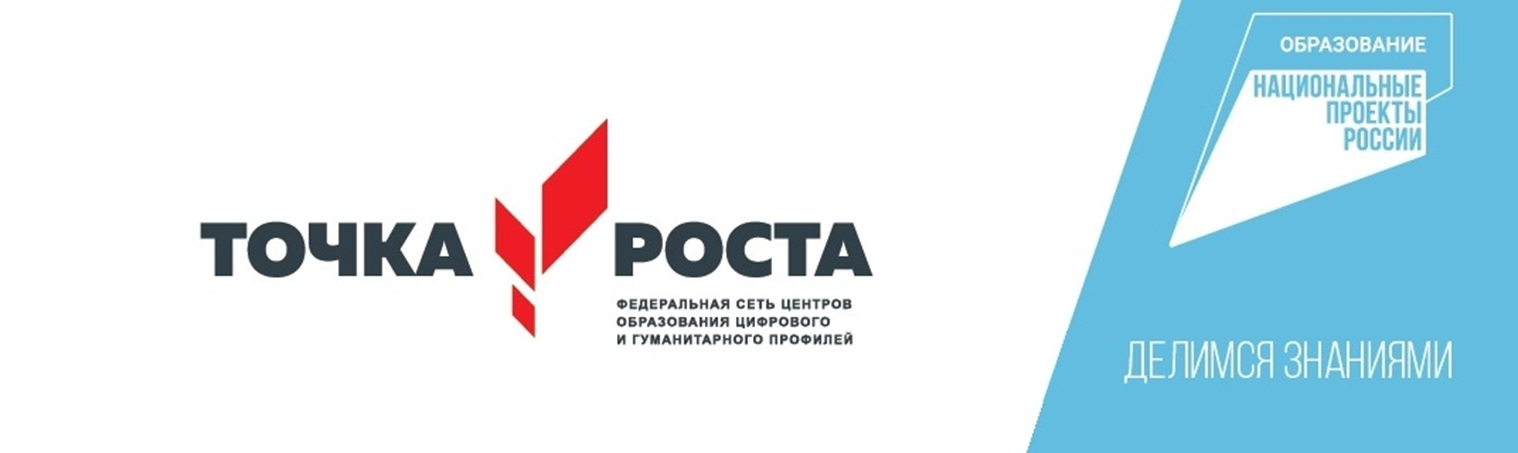 ТОЧКА РОСТА
ФЕДЕРАЛЬНАЯ СЕТЬ ЦЕНТРОВ
ОБРАЗОВАНИЯ ЦИФРОВОГО
И ГУМАНИТАРНОГО ПРОФИЛЕЙ
ОБРАЗОВАНИЕ
НАЦИОНАЛЬНЫЕ
ПРОЕКТЫ
РОССИИ
ДЕЛИМСЯ ЗНАНИЯМИ